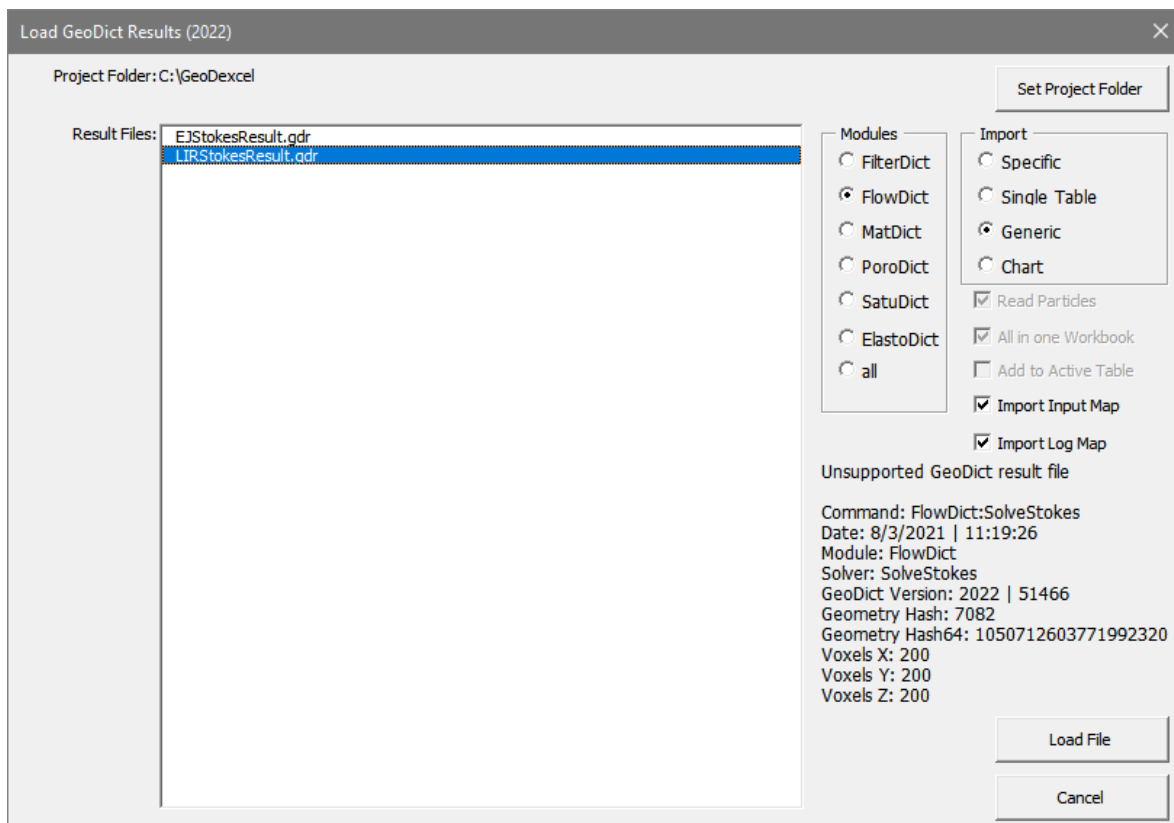 Load GeoDict Results (2022)
Project Folder: C:\GeoDexcel
Set Project Folder
Result Files:
EJStokesResult.gdr
LIRStokesResult.gdr
Modules
FilterDict
FlowDict
MatDict
PoroDict
SatuDict
ElastoDict
all
Import
Specific
Single Table
Generic
Chart
Read Particles
All in one Workbook
Add to Active Table
Import Input Map
Import Log Map
Unsupported GeoDict result file
Command: FlowDict:SolveStokes
Date: 8/3/2021 | 11:19:26
Module: FlowDict
Solver: SolveStokes
GeoDict Version: 2022 | 51466
Geometry Hash: 7082
Geometry Hash64: 1050712603771992320
Voxels X: 200
Voxels Y: 200
Voxels Z: 200
Load File
Cancel